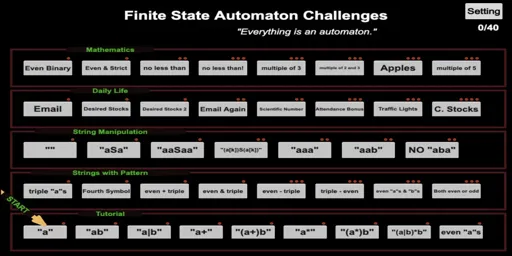 Finite State Automaton Challenges
Setting
"Everything is an automaton."
0/40
Mathematics
Even Binary Even & Strict no less than no less than! multiple of 3 multiple of 2 and 3 Apples multiple of 5
Daily Life
Email Desired Stocks Desired Stocks 2 Email Again Scientific Number Attendance Bonus Traffic Lights C. Stocks
String Manipulation
"" "aSa" "aaSaa" "(a{k})S(a{k})" "aaa" "aab" NO "aba"
Strings with Pattern
triple "a"s Fourth Symbol even + triple even & triple even - triple triple - even even "a"s & "b"s Both even or odd
START
Tutorial
"a" "ab" "a|b" "a+" "(a+)b" "a*" "(a*)b" "(a|b)*b" even "a"s